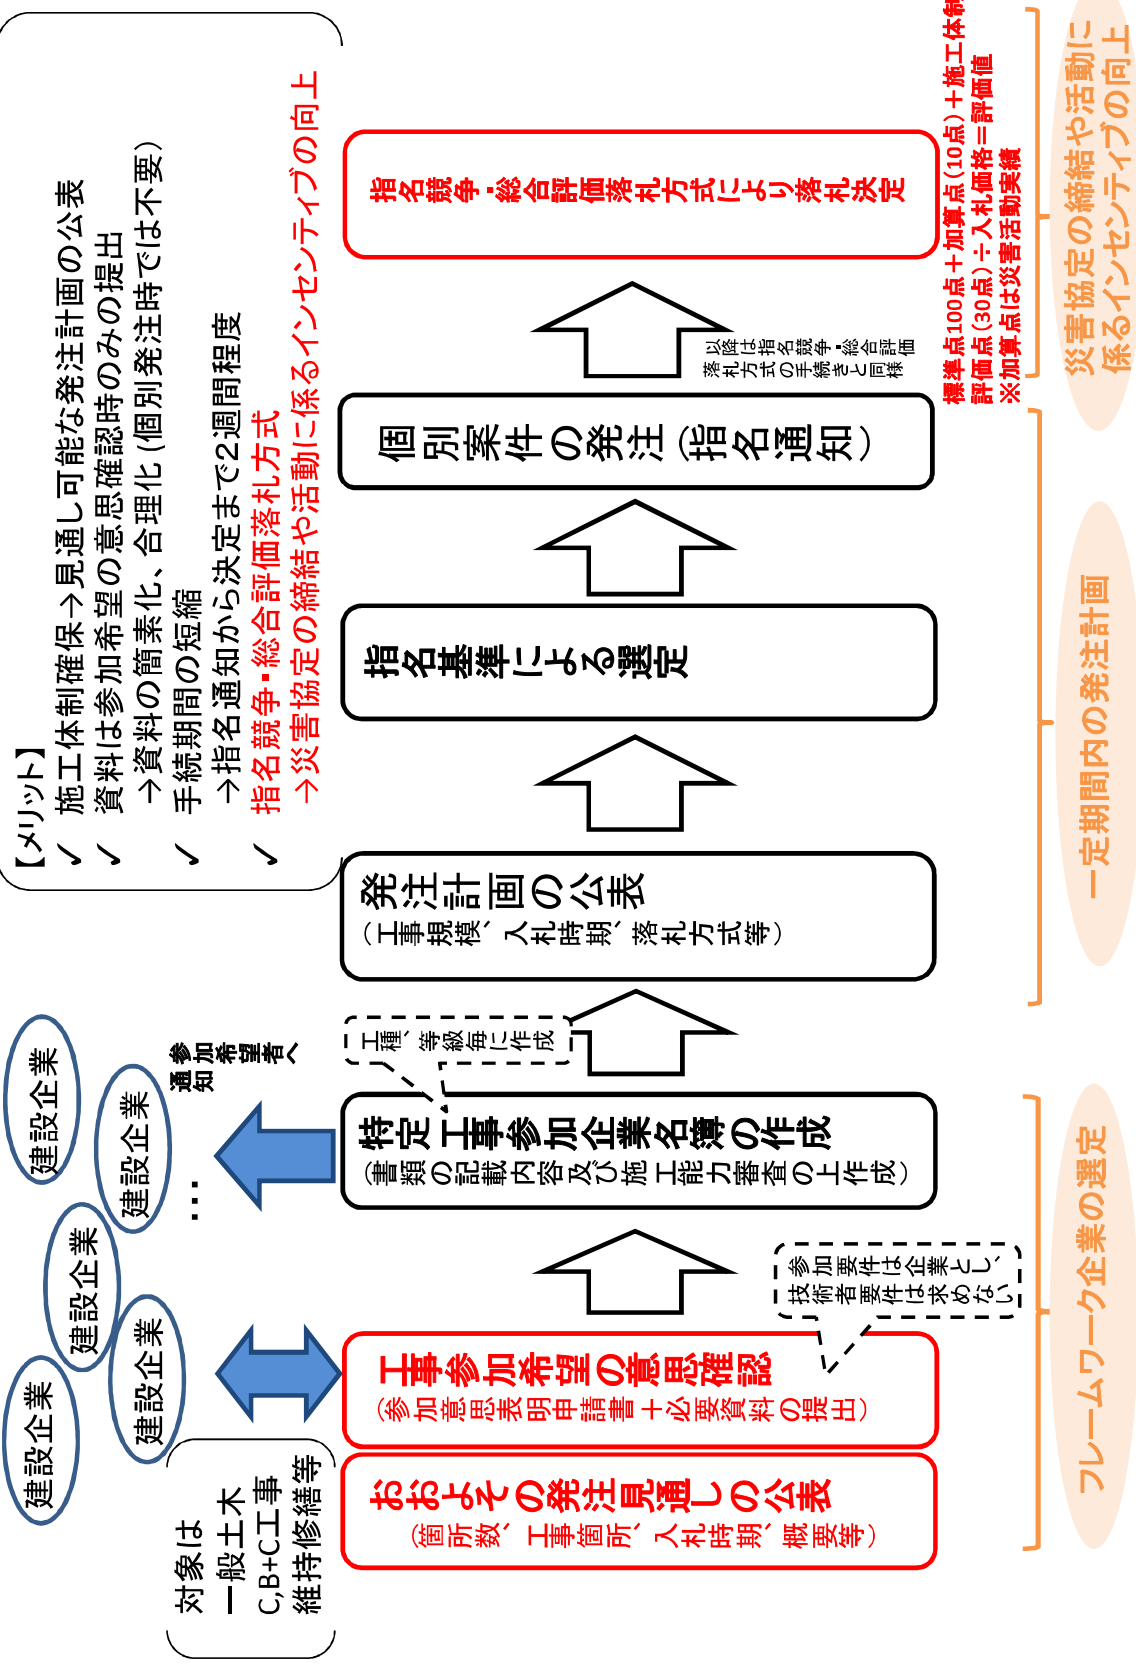 【メリット】
✓ 施工体制確保→見通し可能な発注計画の公表
✓ 資料は参加希望の意思確認時のみの提出
→資料の簡素化、合理化（個別発注時では不要）
✓ 手続期間の短縮
→指名通知から決定まで2週間程度
✓ 指名競争・総合評価落札方式
→災害協定の締結や活動に係るインセンティブの向上
対象は
一般土木
C,B+C工事
維持修繕等
建設企業
建設企業
建設企業
建設企業
建設企業
・・・
参加希望者へ
通知
おおよその発注見通しの公表
（箇所数、工事箇所、入札時期、概要等）
工事参加希望の意思確認
（参加意思表明申請書＋必要資料の提出）
参加要件は企業とし、
技術者要件は求めない
特定工事参加企業名簿の作成
（書類の記載内容及び施工能力審査の上作成）
工種、等級毎に作成
発注計画の公表
（工事規模、入札時期、落札方式等）
指名基準による選定
個別案件の発注（指名通知）
以降は指名競争・総合評価
落札方式の手続きと同様
指名競争・総合評価落札方式により落札決定
標準点100点＋加算点（10点）＋施工体制
評価点（30点）÷入札価格＝評価値
※加算点は災害活動実績
フレームワーク企業の選定
一定期間内の発注計画
災害協定の締結や活動に
係るインセンティブの向上